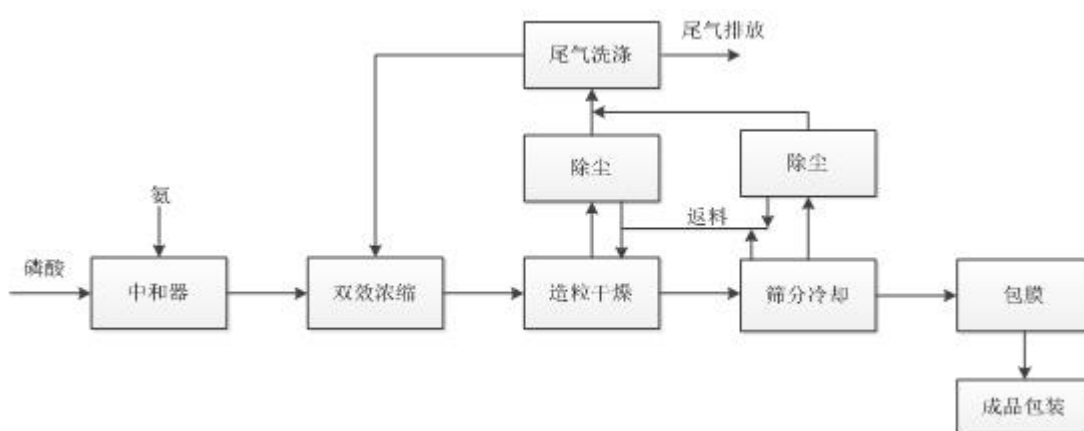 尾气排放
尾气洗涤
除尘
除尘
氨
返料
磷酸
中和器
双效浓缩
造粒干燥
筛分冷却
包膜
成品包装